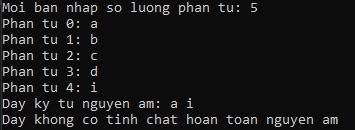 Moi ban nhap so luong phan tu: 5
Phan tu 0: a
Phan tu 1: b
Phan tu 2: c
Phan tu 3: d
Phan tu 4: i
Day ky tu nguyen am: a i
Day khong co tinh chat hoan toan nguyen am